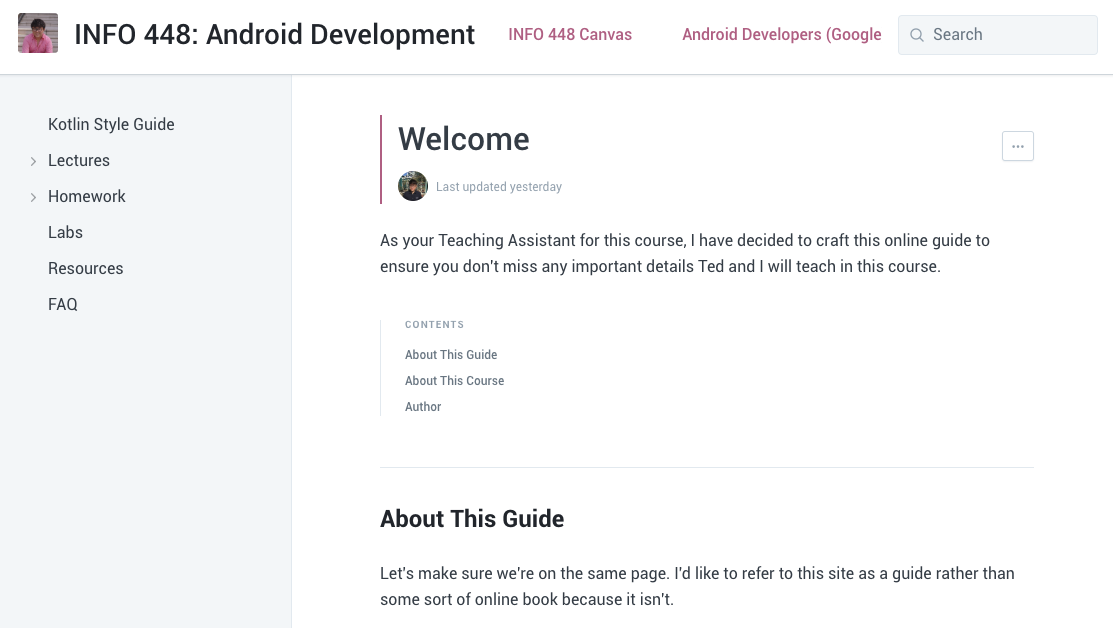 INFO 448: Android Development
INFO 448 Canvas
Android Developers (Google
Search
Kotlin Style Guide
Lectures
Homework
Labs
Resources
FAQ
Welcome
Last updated yesterday
As your Teaching Assistant for this course, I have decided to craft this online guide to
ensure you don't miss any important details Ted and I will teach in this course.
CONTENTS
About This Guide
About This Course
Author
About This Guide
Let's make sure we're on the same page. I'd like to refer to this site as a guide rather than
some sort of online book because it isn't.